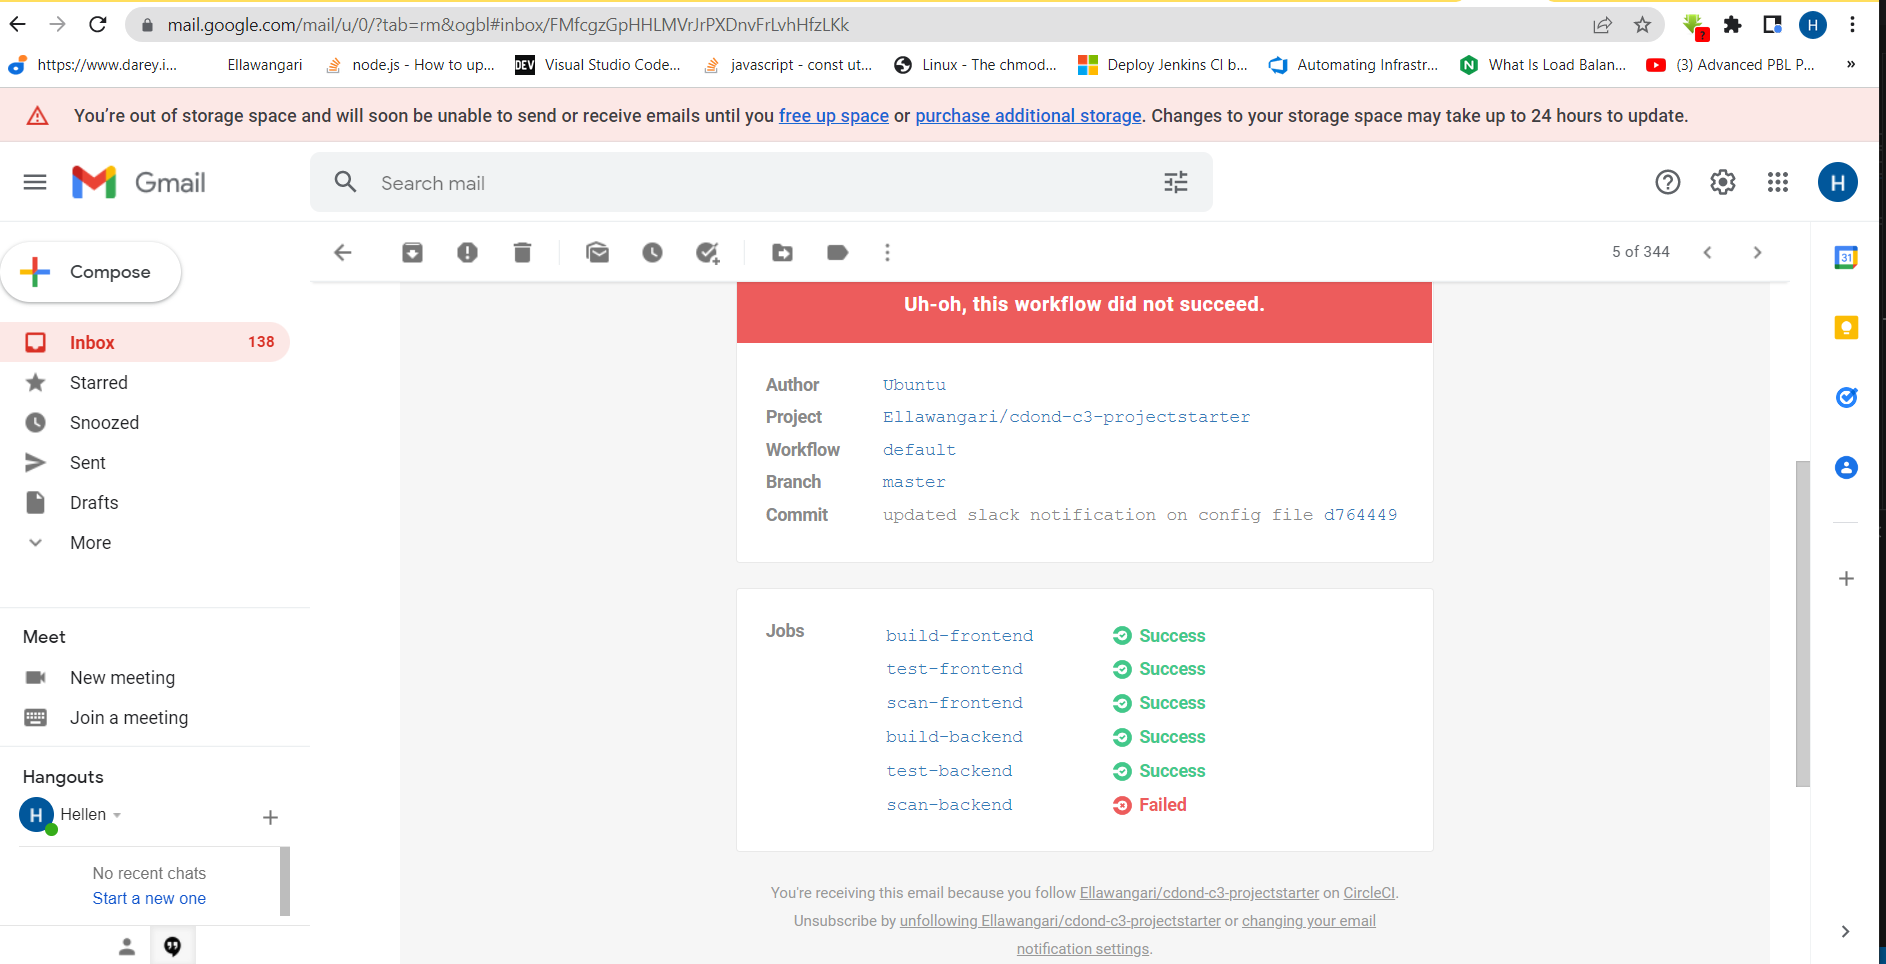 mail.google.com/mail/u/0/?tab=rm&ogbl#inbox/FMfcgzGpHHLMVrJrPXDnvFrLvhHfzLKk
H
https://www.darey.i... Ellawangari node.js - How to up... DEV Visual Studio Code... javascript - const ut... Linux - The chmod... Deploy Jenkins CI b... Automating Infrastr... N What Is Load Balan... (3) Advanced PBL P... »
You're out of storage space and will soon be unable to send or receive emails until you free up space or purchase additional storage. Changes to your storage space may take up to 24 hours to update.
Gmail
Search mail
H
Compose
5 of 344
31
Inbox 138
Starred
Snoozed
Sent
Drafts
More
Meet
New meeting
Join a meeting
Hangouts
H Hellen
No recent chats
Start a new one
Uh-oh, this workflow did not succeed.
Author Ubuntu
Project Ellawangari/cdond-c3-projectstarter
Workflow default
Branch master
Commit updated slack notification on config file d764449
Jobs build-frontend Success
test-frontend Success
scan-frontend Success
build-backend Success
test-backend Success
scan-backend Failed
You're receiving this email because you follow Ellawangari/cdond-c3-projectstarter on CircleCI.
Unsubscribe by unfollowing Ellawangari/cdond-c3-projectstarter or changing your email
notification settings.